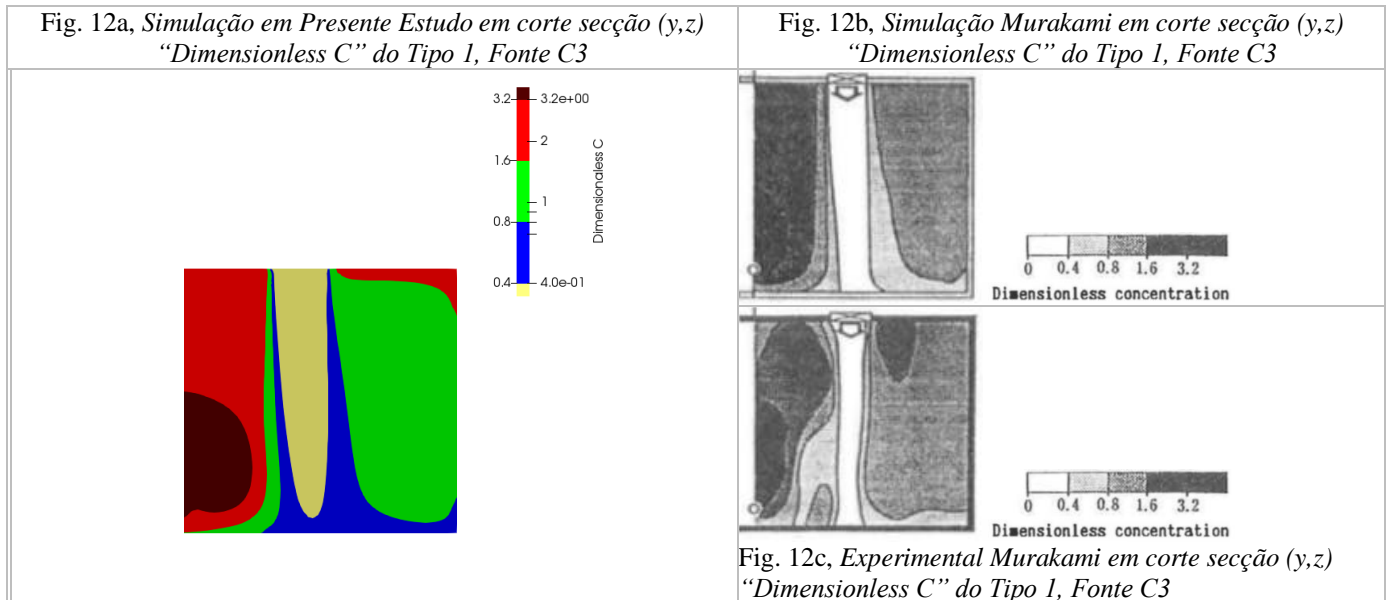 Fig. 12a, Simulação em Presente Estudo em corte secção (y,z)
“Dimensionless C” do Tipo 1, Fonte C3
Fig. 12b, Simulação Murakami em corte secção (y,z)
“Dimensionless C” do Tipo 1, Fonte C3
3.2
3.2e+00
2
1.6
1
0.8
0.4
4.0e-01
Dimensionaless C
0 0.4 0.8 1.6 3.2
Dimensionless concentration
0 0.4 0.8 1.6 3.2
Dimensionless concentration
Fig. 12c, Experimental Murakami em corte secção (y,z)
“Dimensionless C” do Tipo 1, Fonte C3